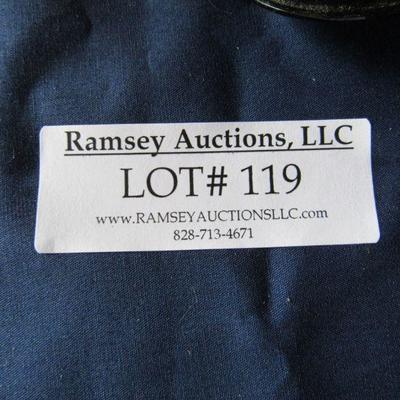 Ramsey Auctions, LLC
LOT# 119
www.RAMSEYAUCTIONSLLC.com
828-713-4671